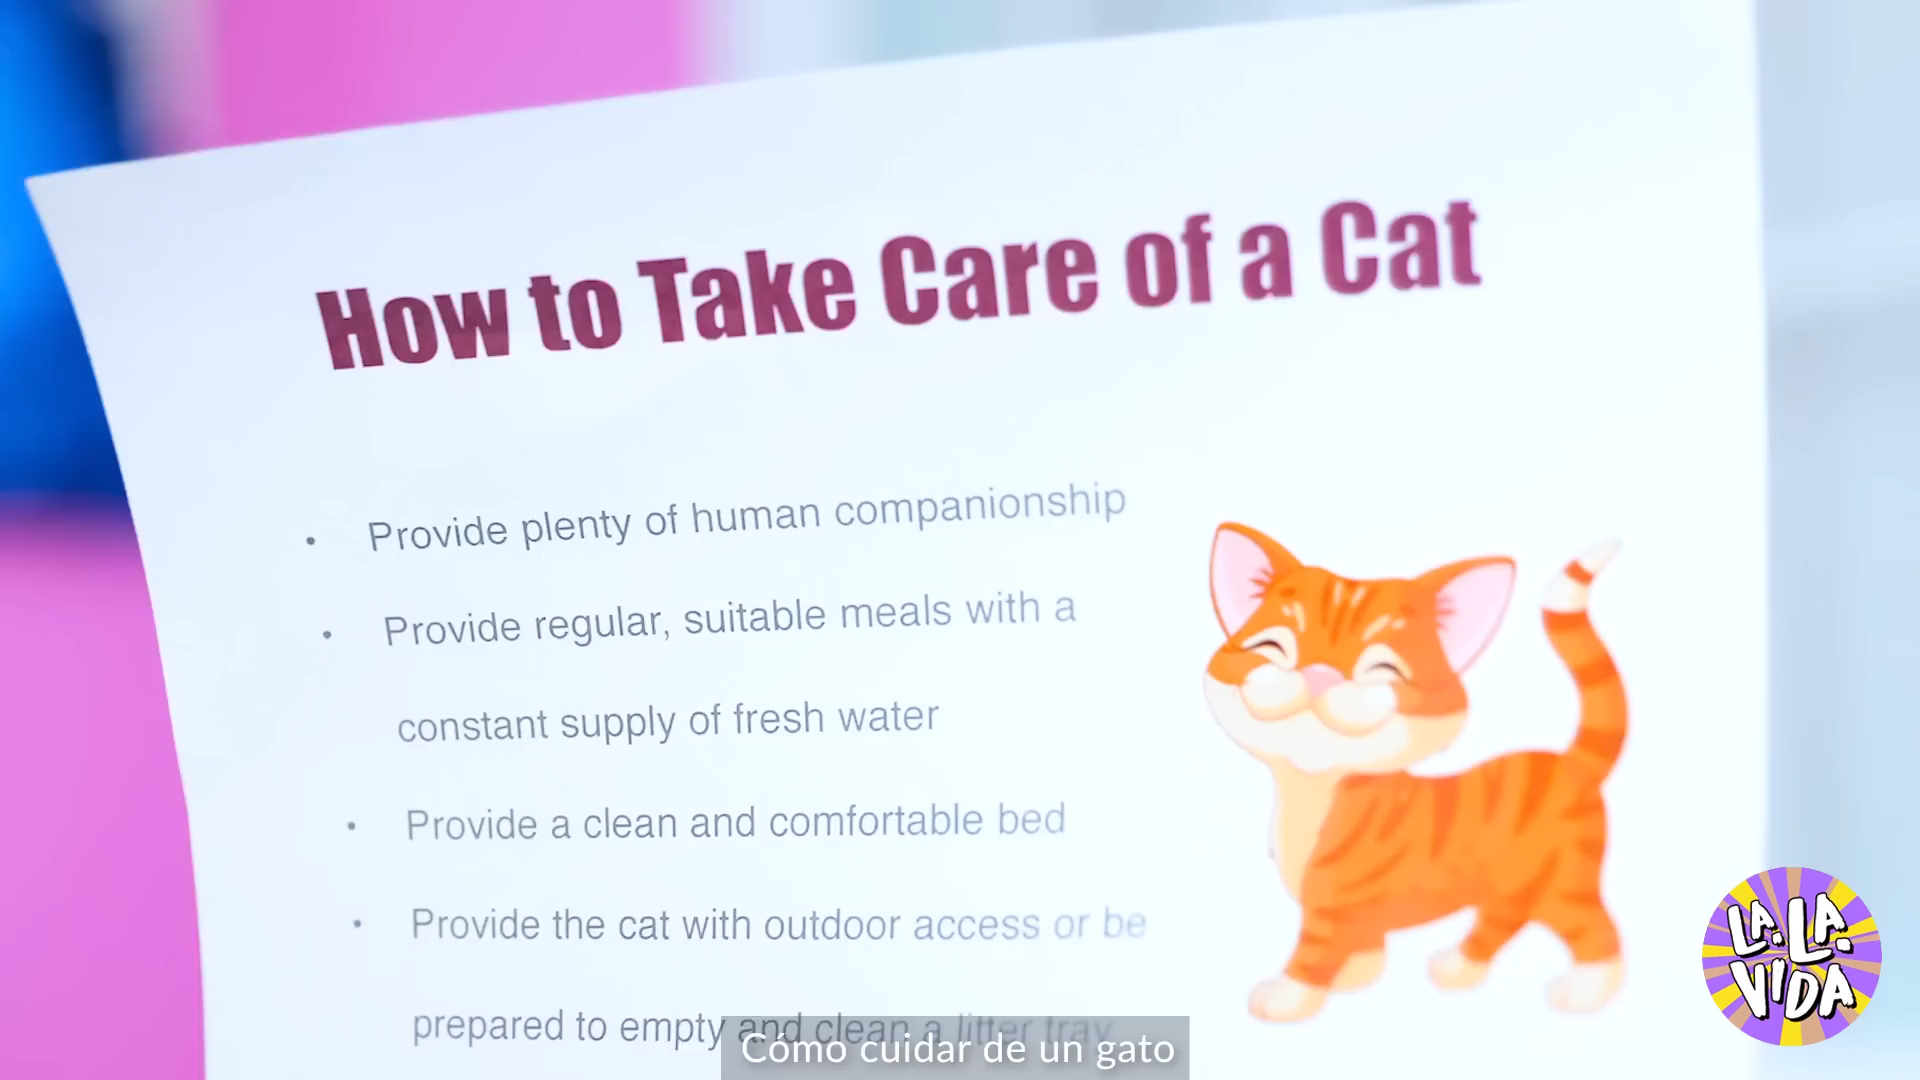 How to Take Care of a Cat
• Provide plenty of human companionship
• Provide regular, suitable meals with a
constant supply of fresh water
• Provide a clean and comfortable bed
• Provide the cat with outdoor access or be
prepared to empty and clean a litter tray
Cómo cuidar de un gato
LA LA
VIDA